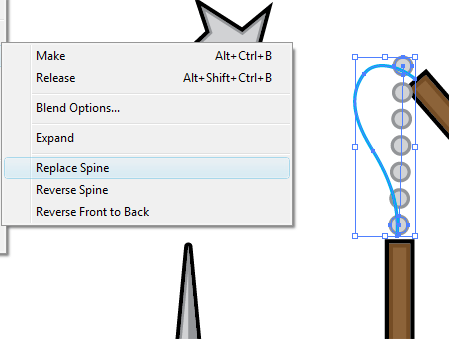 Make Alt+Ctrl+B
Release Alt+Shift+Ctrl+B
Blend Options...
Expand
Replace Spine
Reverse Spine
Reverse Front to Back